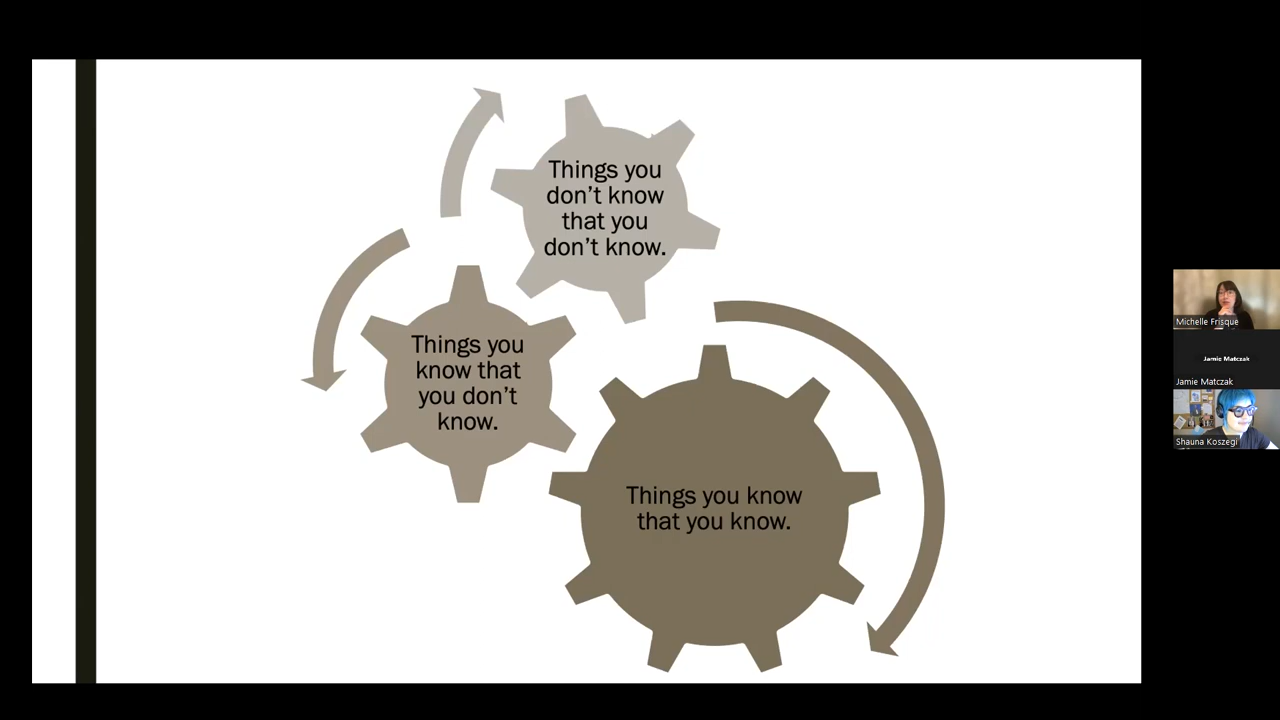 Things you
don't know
that you
don't know.
Things you
know that
you don't
know.
Things you know
that you know.
Michelle Frisque
Jamie Matczak
Jamie Matczak
Shauna Koszegi